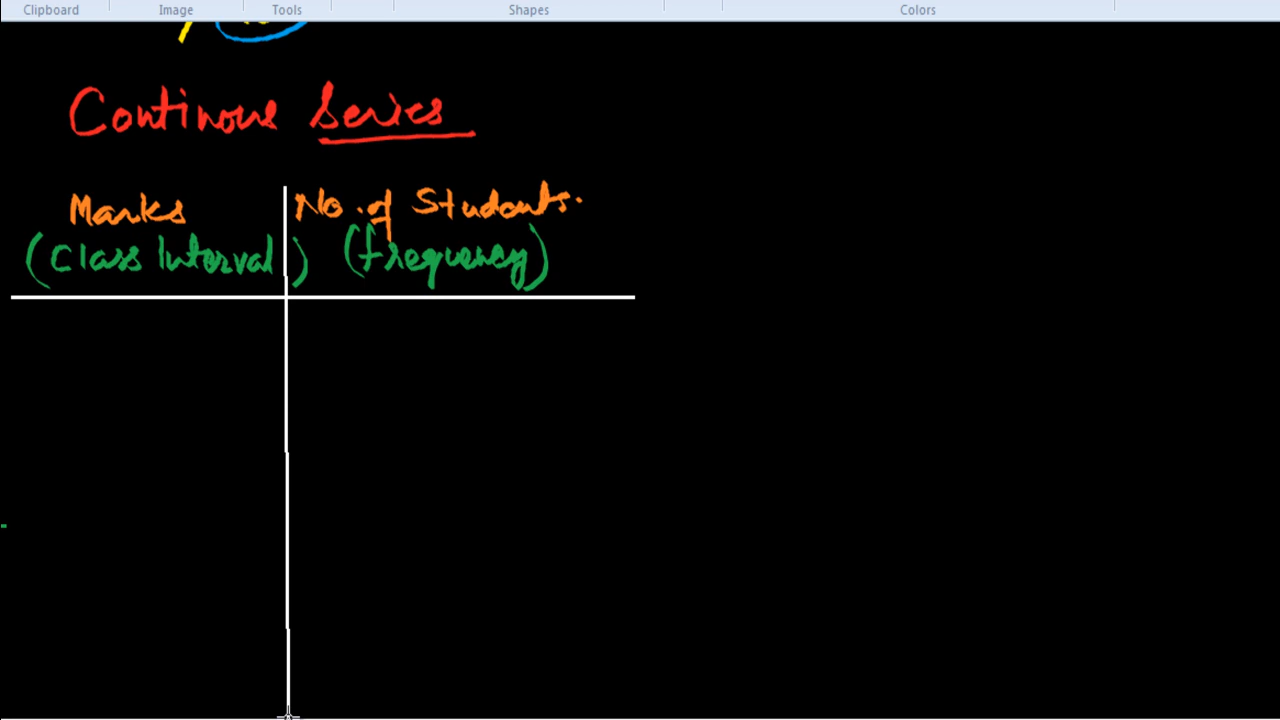 Clipboard Image Tools Shapes Colors
Continous Series
Marks No. of Students.
(Class Interval) (frequency)